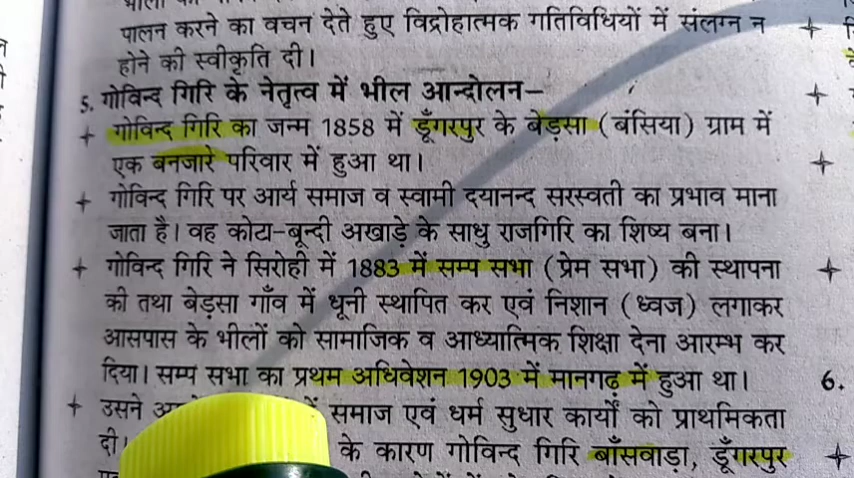 पालन करने का वचन देते हुए विद्रोहात्मक गतिविधियों में संलग्न न
होने की स्वीकृति दी।
5. गोविन्द गिरि के नेतृत्व में भील आन्दोलन–
गोविन्द गिरि का जन्म 1858 में डूँगरपुर के बेड़सा (बंसिया) ग्राम में
एक बनजारे परिवार में हुआ था।
गोविन्द गिरि पर आर्य समाज व स्वामी दयानन्द सरस्वती का प्रभाव माना
जाता है। वह कोटा–बून्दी अखाड़े के साधु राजगिरि का शिष्य बना।
गोविन्द गिरि ने सिरोही में 1883 में सम्प सभा (प्रेम सभा) की स्थापना
की तथा बेड़सा गाँव में धूनी स्थापित कर एवं निशान (ध्वज) लगाकर
आसपास के भीलों को सामाजिक व आध्यात्मिक शिक्षा देना आरम्भ कर
दिया। सम्प सभा का प्रथम अधिवेशन 1903 में मानगढ़ में हुआ था।
उसने समाज एवं धर्म सुधार कार्यों को प्राथमिकता
दी। के कारण गोविन्द गिरि बाँसवाड़ा, डूँगरपुर
6.